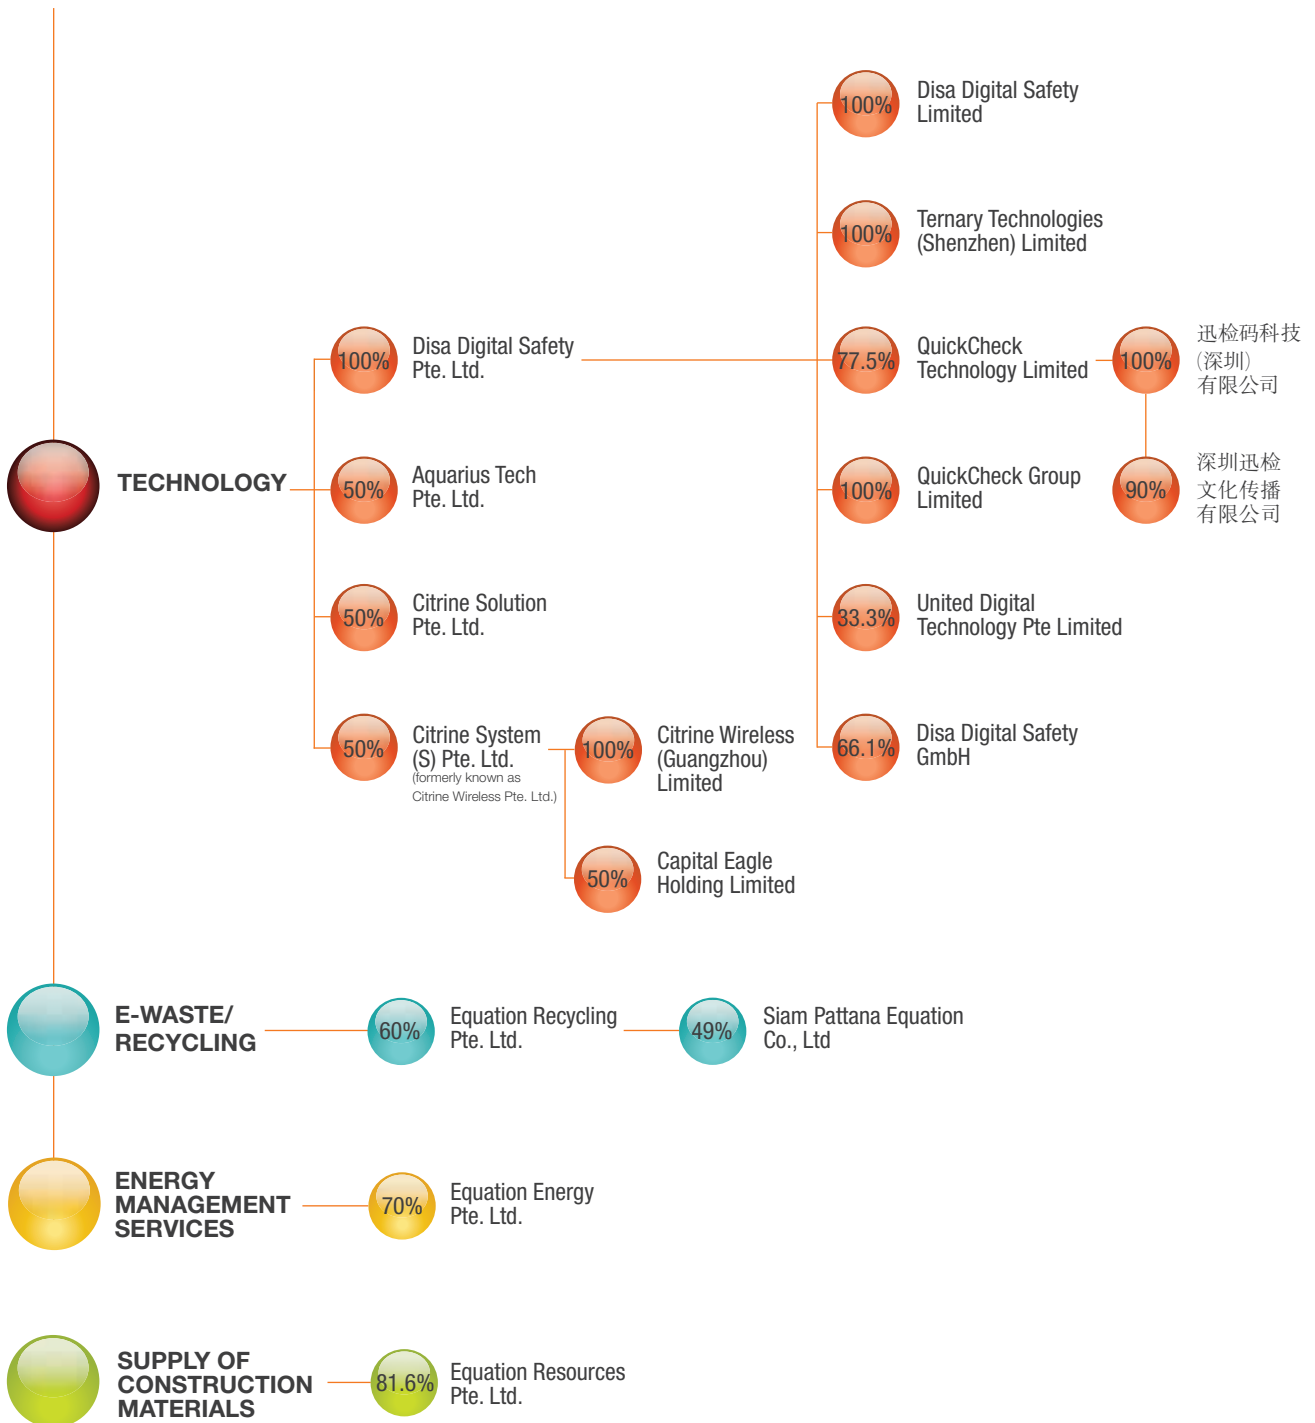 100%
Disa Digital Safety
Limited
100%
Ternary Technologies
(Shenzhen) Limited
100%
Disa Digital Safety
Pte. Ltd.
77.5%
QuickCheck
Technology Limited
100%
迅检码科技
(深圳)
有限公司
TECHNOLOGY
50%
Aquarius Tech
Pte. Ltd.
100%
QuickCheck Group
Limited
90%
深圳迅检
文化传播
有限公司
50%
Citrine Solution
Pte. Ltd.
33.3%
United Digital
Technology Pte Limited
50%
Citrine System
(S) Pte. Ltd.
(formerly known as
Citrine Wireless Pte. Ltd.)
100%
Citrine Wireless
(Guangzhou)
Limited
66.1%
Disa Digital Safety
GmbH
50%
Capital Eagle
Holding Limited
E-WASTE/
RECYCLING
60%
Equation Recycling
Pte. Ltd.
49%
Siam Pattana Equation
Co., Ltd
ENERGY
MANAGEMENT
SERVICES
70%
Equation Energy
Pte. Ltd.
SUPPLY OF
CONSTRUCTION
MATERIALS
81.6%
Equation Resources
Pte. Ltd.